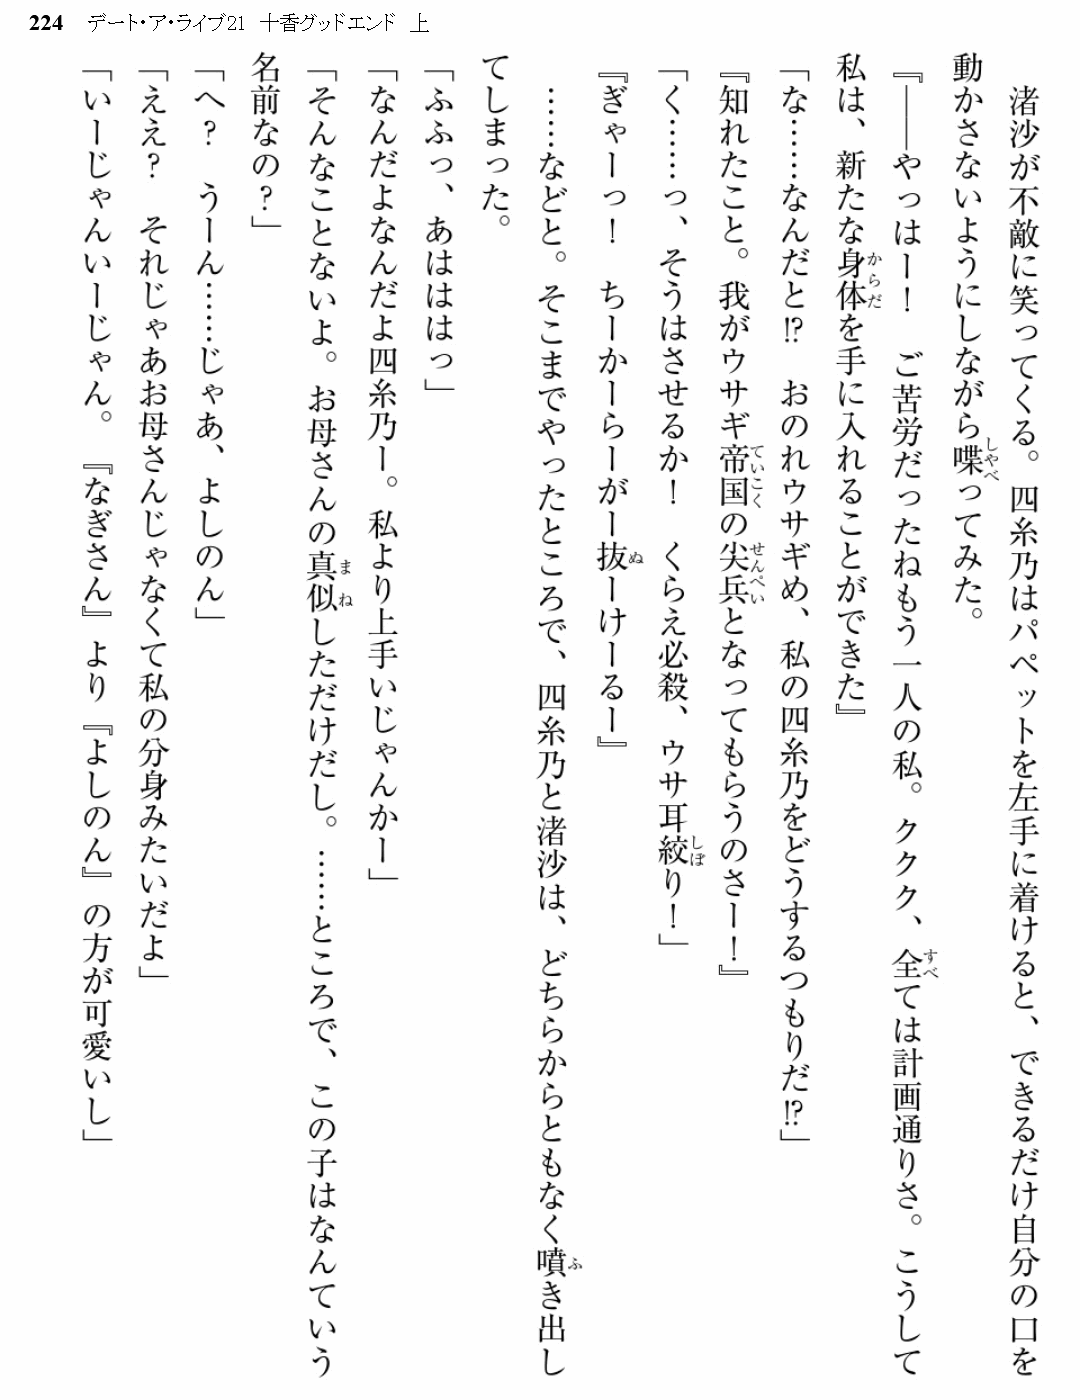 224 デート・ア・ライブ21 十香グッドエンド 上
渚沙が不敵に笑ってくる。四糸乃はパペットを左手に着けると、できるだけ自分の口を
動かさないようにしながら喋ってみた。
『――やっはー！ ご苦労だったねもう一人の私。ククク、全ては計画通りさ。こうして
私は、新たな身体を手に入れることができた』
「な……なんだと!? おのれウサギめ、私の四糸乃をどうするつもりだ!?」
『知れたこと。我がウサギ帝国の尖兵となってもらうのさー！』
「く……っ、そうはさせるか！ くらえ必殺、ウサ耳絞り！」
『ぎゃーっ！ ちーかーらーがー抜ーけーるー』
……などと。そこまでやったところで、四糸乃と渚沙は、どちらからともなく噴き出し
てしまった。
「ふふっ、あはははっ」
「なんだよなんだよ四糸乃ー。私より上手いじゃんかー」
「そんなことないよ。お母さんの真似しただけだし。……ところで、この子はなんていう
名前なの？」
「へ？ うーん……じゃあ、よしのん」
「ええ？ それじゃあお母さんじゃなくて私の分身みたいだよ」
「いーじゃんいーじゃん。『なぎさん』より『よしのん』の方が可愛いし」